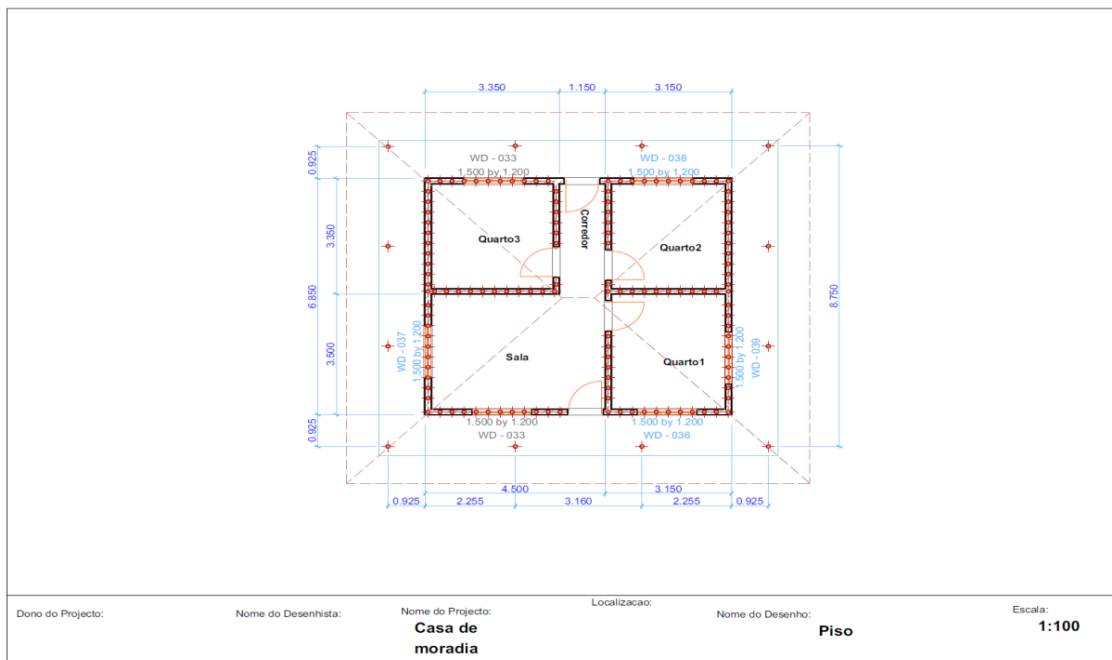 3.350 1.150 3.150
0.925
WD - 033
1.500 by 1.200
WD - 038
1.500 by 1.200
3.350
6.850
3.500
0.925
Quarto3
Corredor
Quarto2
8.750
WD - 037
1.500 by 1.200
Sala
Quarto1
1.500 by 1.200
WD - 039
1.500 by 1.200
WD - 033
1.500 by 1.200
WD - 036
4.500 3.150
0.925 2.255 3.160 2.255 0.925
Dono do Projecto:
Nome do Desenhista:
Nome do Projecto:
Casa de
moradia
Localizacao:
Nome do Desenho:
Piso
Escala:
1:100